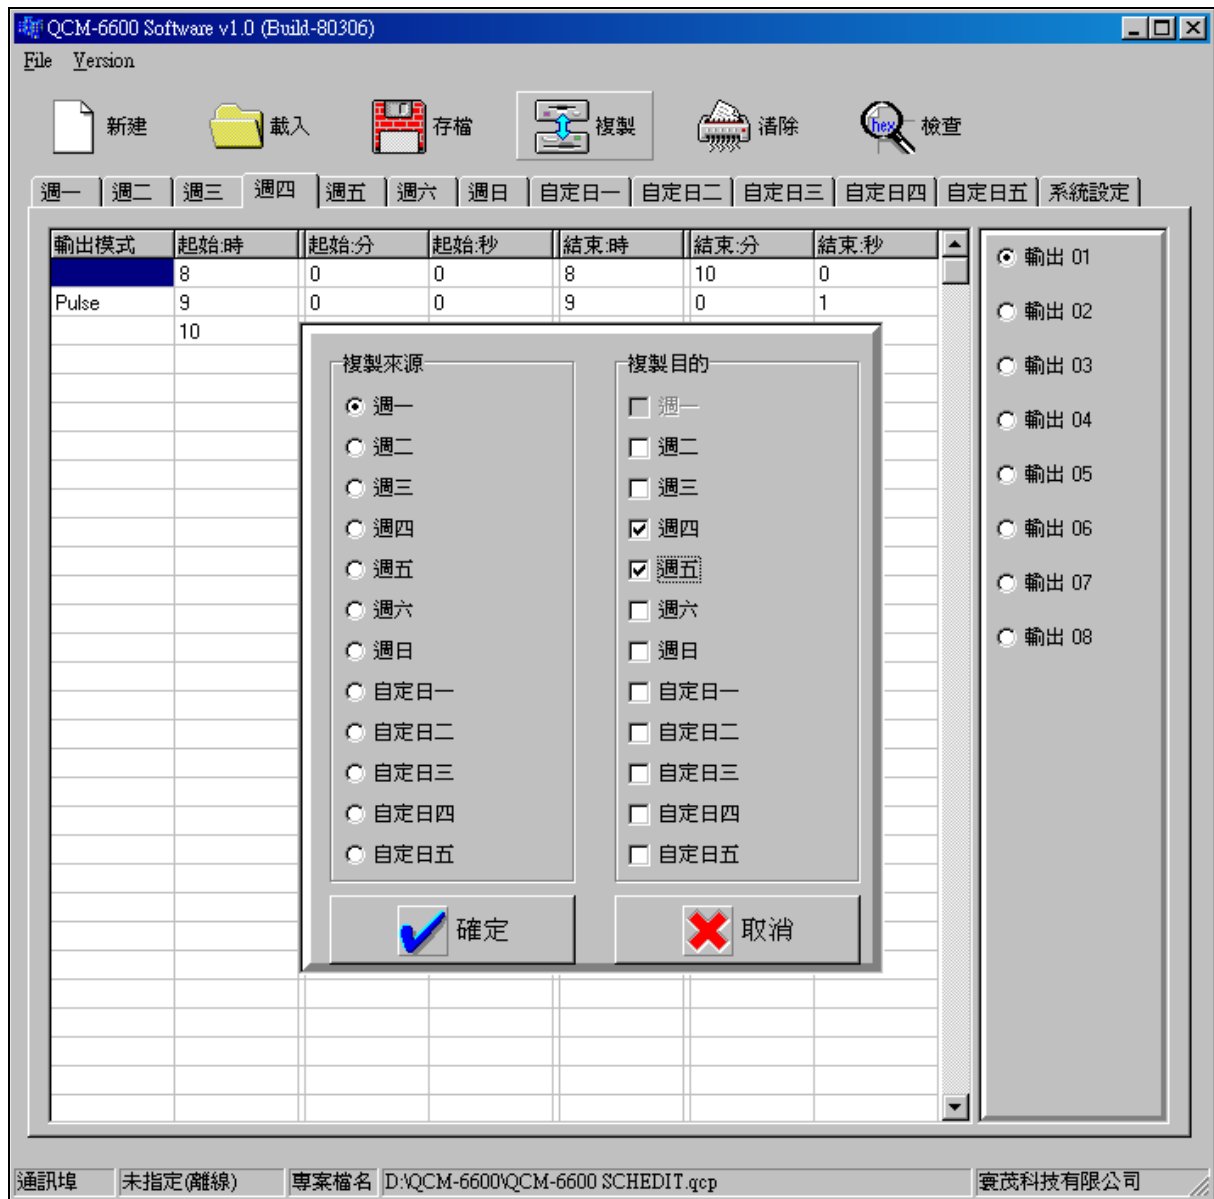 QCM-6600 Software v1.0 (Build-80306)
File Version
新建 載入 存檔 複製 清除 檢查
週一 週二 週三 週四 週五 週六 週日 自定日一 自定日二 自定日三 自定日四 自定日五 系統設定
輸出模式 起始:時 起始:分 起始:秒 結束:時 結束:分 結束:秒
8 0 0 8 10 0
Pulse 9 0 0 9 0 1
10
複製來源
週一
週二
週三
週四
週五
週六
週日
自定日一
自定日二
自定日三
自定日四
自定日五
確定
複製目的
週一
週二
週三
週四
週五
週六
週日
自定日一
自定日二
自定日三
自定日四
自定日五
取消
輸出 01
輸出 02
輸出 03
輸出 04
輸出 05
輸出 06
輸出 07
輸出 08
通訊埠 未指定(離線) 專案檔名 D:\QCM-6600\QCM-6600 SCHEDIT.qcp 寰茂科技有限公司